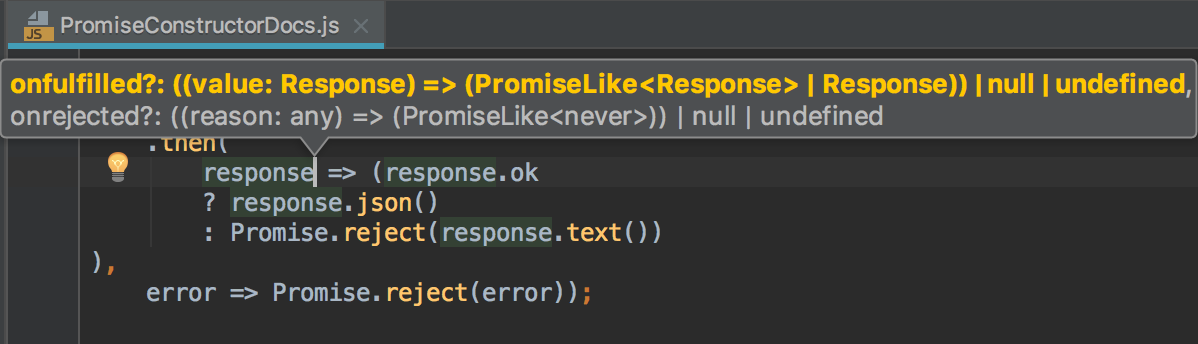 JS PromiseConstructorDocs.js ×
onfulfilled?: ((value: Response) => (PromiseLike<Response> | Response)) | null | undefined,
onrejected?: ((reason: any) => (PromiseLike<never>)) | null | undefined
.then(
response => (response.ok
? response.json()
: Promise.reject(response.text())
),
error => Promise.reject(error));